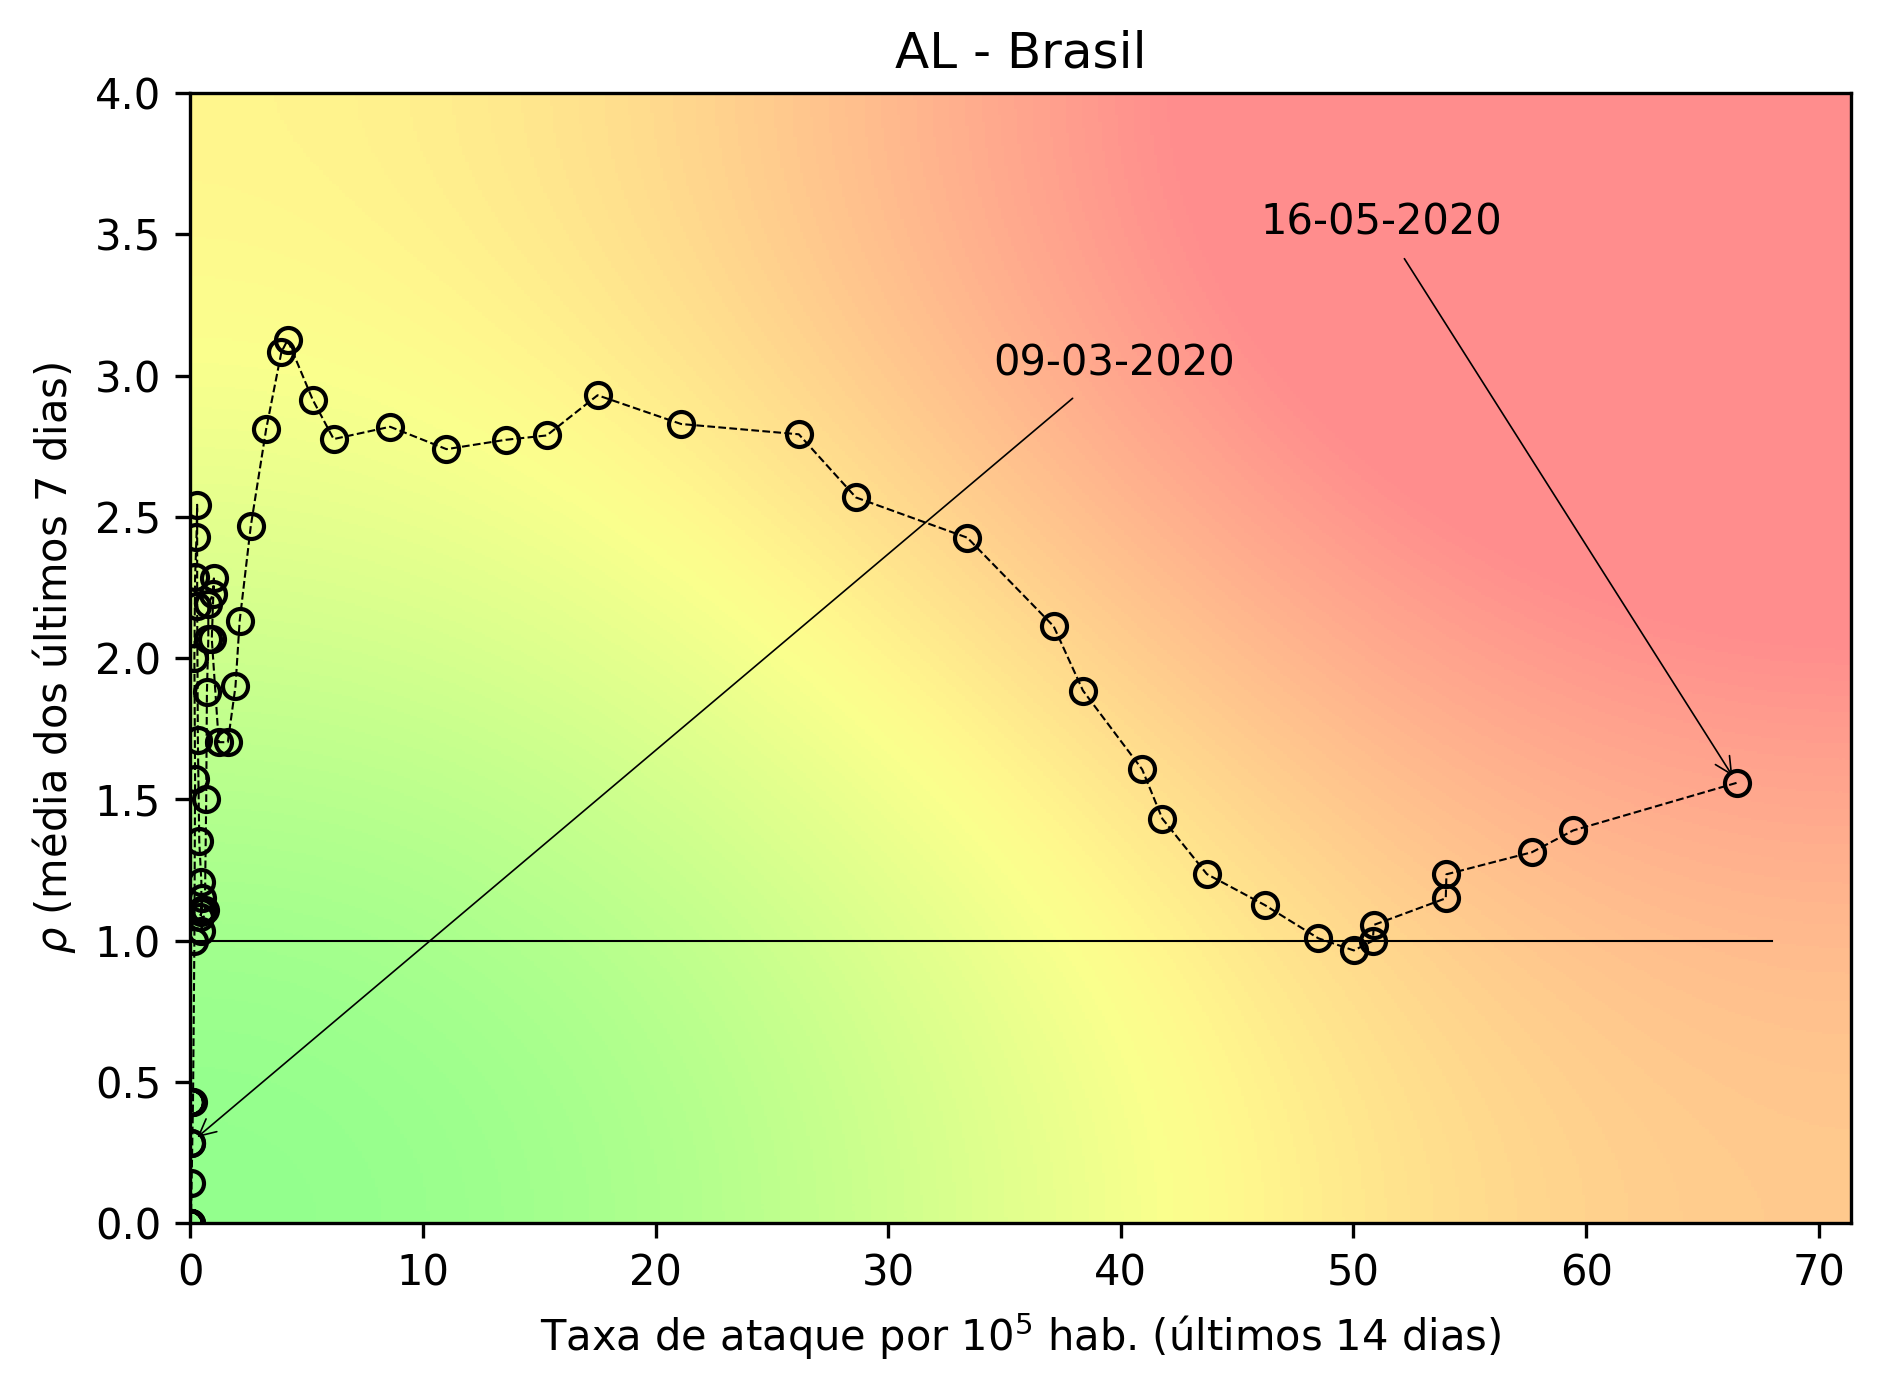 AL - Brasil
4.0
3.5
3.0
2.5
2.0
1.5
1.0
0.5
0.0
ρ (média dos últimos 7 dias)
16-05-2020
09-03-2020
0 10 20 30 40 50 60 70
Taxa de ataque por 10⁵ hab. (últimos 14 dias)